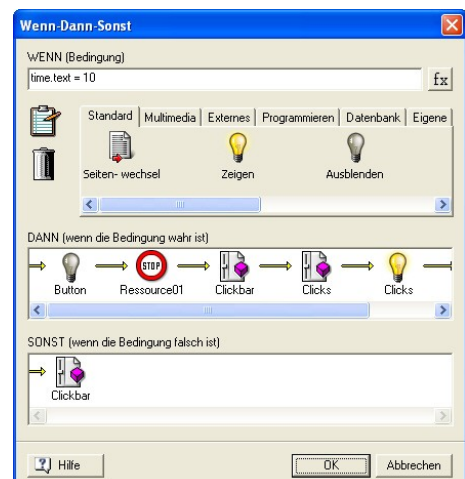 Wenn-Dann-Sonst
WENN (Bedingung)
time.text = 10
fx
Standard Multimedia Externes Programmieren Datenbank Eigene
Seiten- wechsel Zeigen Ausblenden
DANN (wenn die Bedingung wahr ist)
STOP
Button Ressource01 Clickbar Clicks Clicks
SONST (wenn die Bedingung falsch ist)
Clickbar
Hilfe OK Abbrechen